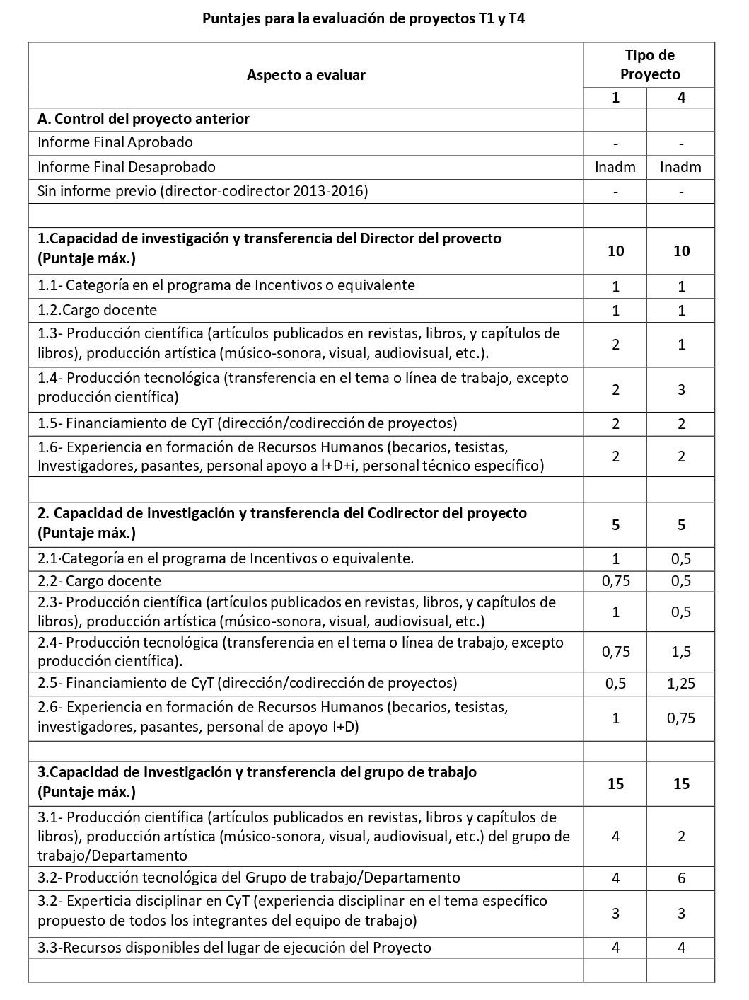 Puntajes para la evaluación de proyectos T1 y T4
Aspecto a evaluar
Tipo de
Proyecto
1 4
A. Control del proyecto anterior
Informe Final Aprobado - -
Informe Final Desaprobado Inadm Inadm
Sin informe previo (director-codirector 2013-2016) - -
1.Capacidad de investigación y transferencia del Director del provecto
(Puntaje máx.) 10 10
1.1- Categoría en el programa de Incentivos o equivalente 1 1
1.2.Cargo docente 1 1
1.3- Producción científica (artículos publicados en revistas, libros, y capítulos de
libros), producción artística (músico-sonora, visual, audiovisual, etc.). 2 1
1.4- Producción tecnológica (transferencia en el tema o línea de trabajo, excepto
producción científica) 2 3
1.5- Financiamiento de CyT (dirección/codirección de proyectos) 2 2
1.6- Experiencia en formación de Recursos Humanos (becarios, tesistas,
Investigadores, pasantes, personal apoyo a l+D+i, personal técnico específico) 2 2
2. Capacidad de investigación y transferencia del Codirector del proyecto
(Puntaje máx.) 5 5
2.1·Categoría en el programa de Incentivos o equivalente. 1 0,5
2.2- Cargo docente 0,75 0,5
2.3- Producción científica (artículos publicados en revistas, libros, y capítulos de
libros), producción artística (músico-sonora, visual, audiovisual, etc.) 1 0,5
2.4- Producción tecnológica (transferencia en el tema o línea de trabajo, excepto
producción científica). 0,75 1,5
2.5- Financiamiento de CyT (dirección/codirección de proyectos) 0,5 1,25
2.6- Experiencia en formación de Recursos Humanos (becarios, tesistas,
investigadores, pasantes, personal de apoyo I+D) 1 0,75
3.Capacidad de Investigación y transferencia del grupo de trabajo
(Puntaje máx.) 15 15
3.1- Producción científica (artículos publicados en revistas, libros y capítulos de
libros), producción artística (músico-sonora, visual, audiovisual, etc.) del grupo de
trabajo/Departamento 4 2
3.2- Producción tecnológica del Grupo de trabajo/Departamento 4 6
3.2- Experticia disciplinar en CyT (experiencia disciplinar en el tema específico
propuesto de todos los integrantes del equipo de trabajo) 3 3
3.3-Recursos disponibles del lugar de ejecución del Proyecto 4 4